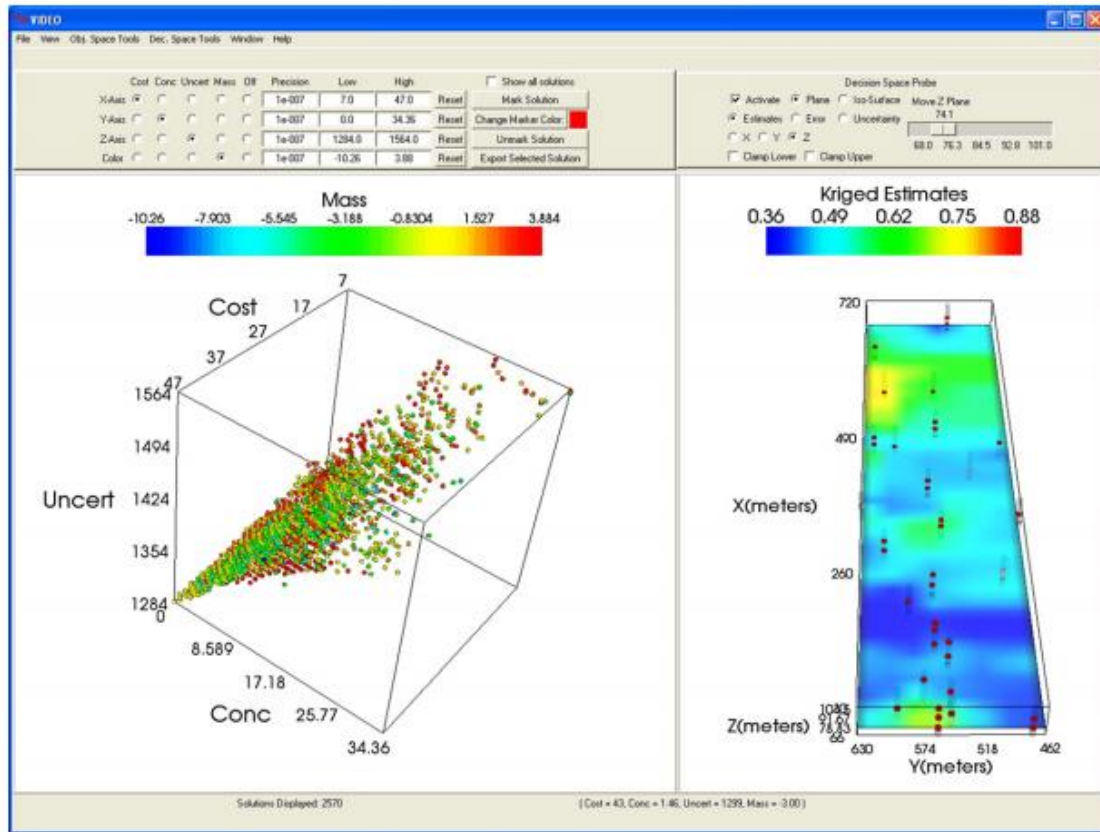 VIDEO
File View Obj. Space Tools Dec. Space Tools Window Help
Cost Conc Uncert Mass Off Precision Low High Show all solutions
X-Axis 1e-007 7.0 47.0 Reset Mark Solution
Y-Axis 1e-007 0.0 34.36 Reset Change Marker Color:
Z-Axis 1e-007 1284.0 1564.0 Reset Unmark Solution
Color 1e-007 -10.26 3.88 Reset Export Selected Solution
Decision Space Probe
Activate Plane Iso-Surface Move Z Plane
74.1
Estimates Error Uncertainty
X Y Z
68.0 76.3 84.5 92.8 101.0
Clamp Lower Clamp Upper
Mass
-10.26 -7.903 -5.545 -3.188 -0.8304 1.527 3.884
7
Cost 17
27
37
47
1564
1494
Uncert 1424
1354
1284
0
8.589
17.18
Conc 25.77
34.36
Kriged Estimates
0.36 0.49 0.62 0.75 0.88
720
490
X(meters)
260
Z(meters)
91.67
78.33
66
630 574 518 462
Y(meters)
Solutions Displayed: 2570 ( Cost = 43, Conc = 1.46, Uncert = 1299, Mass = -3.00 )